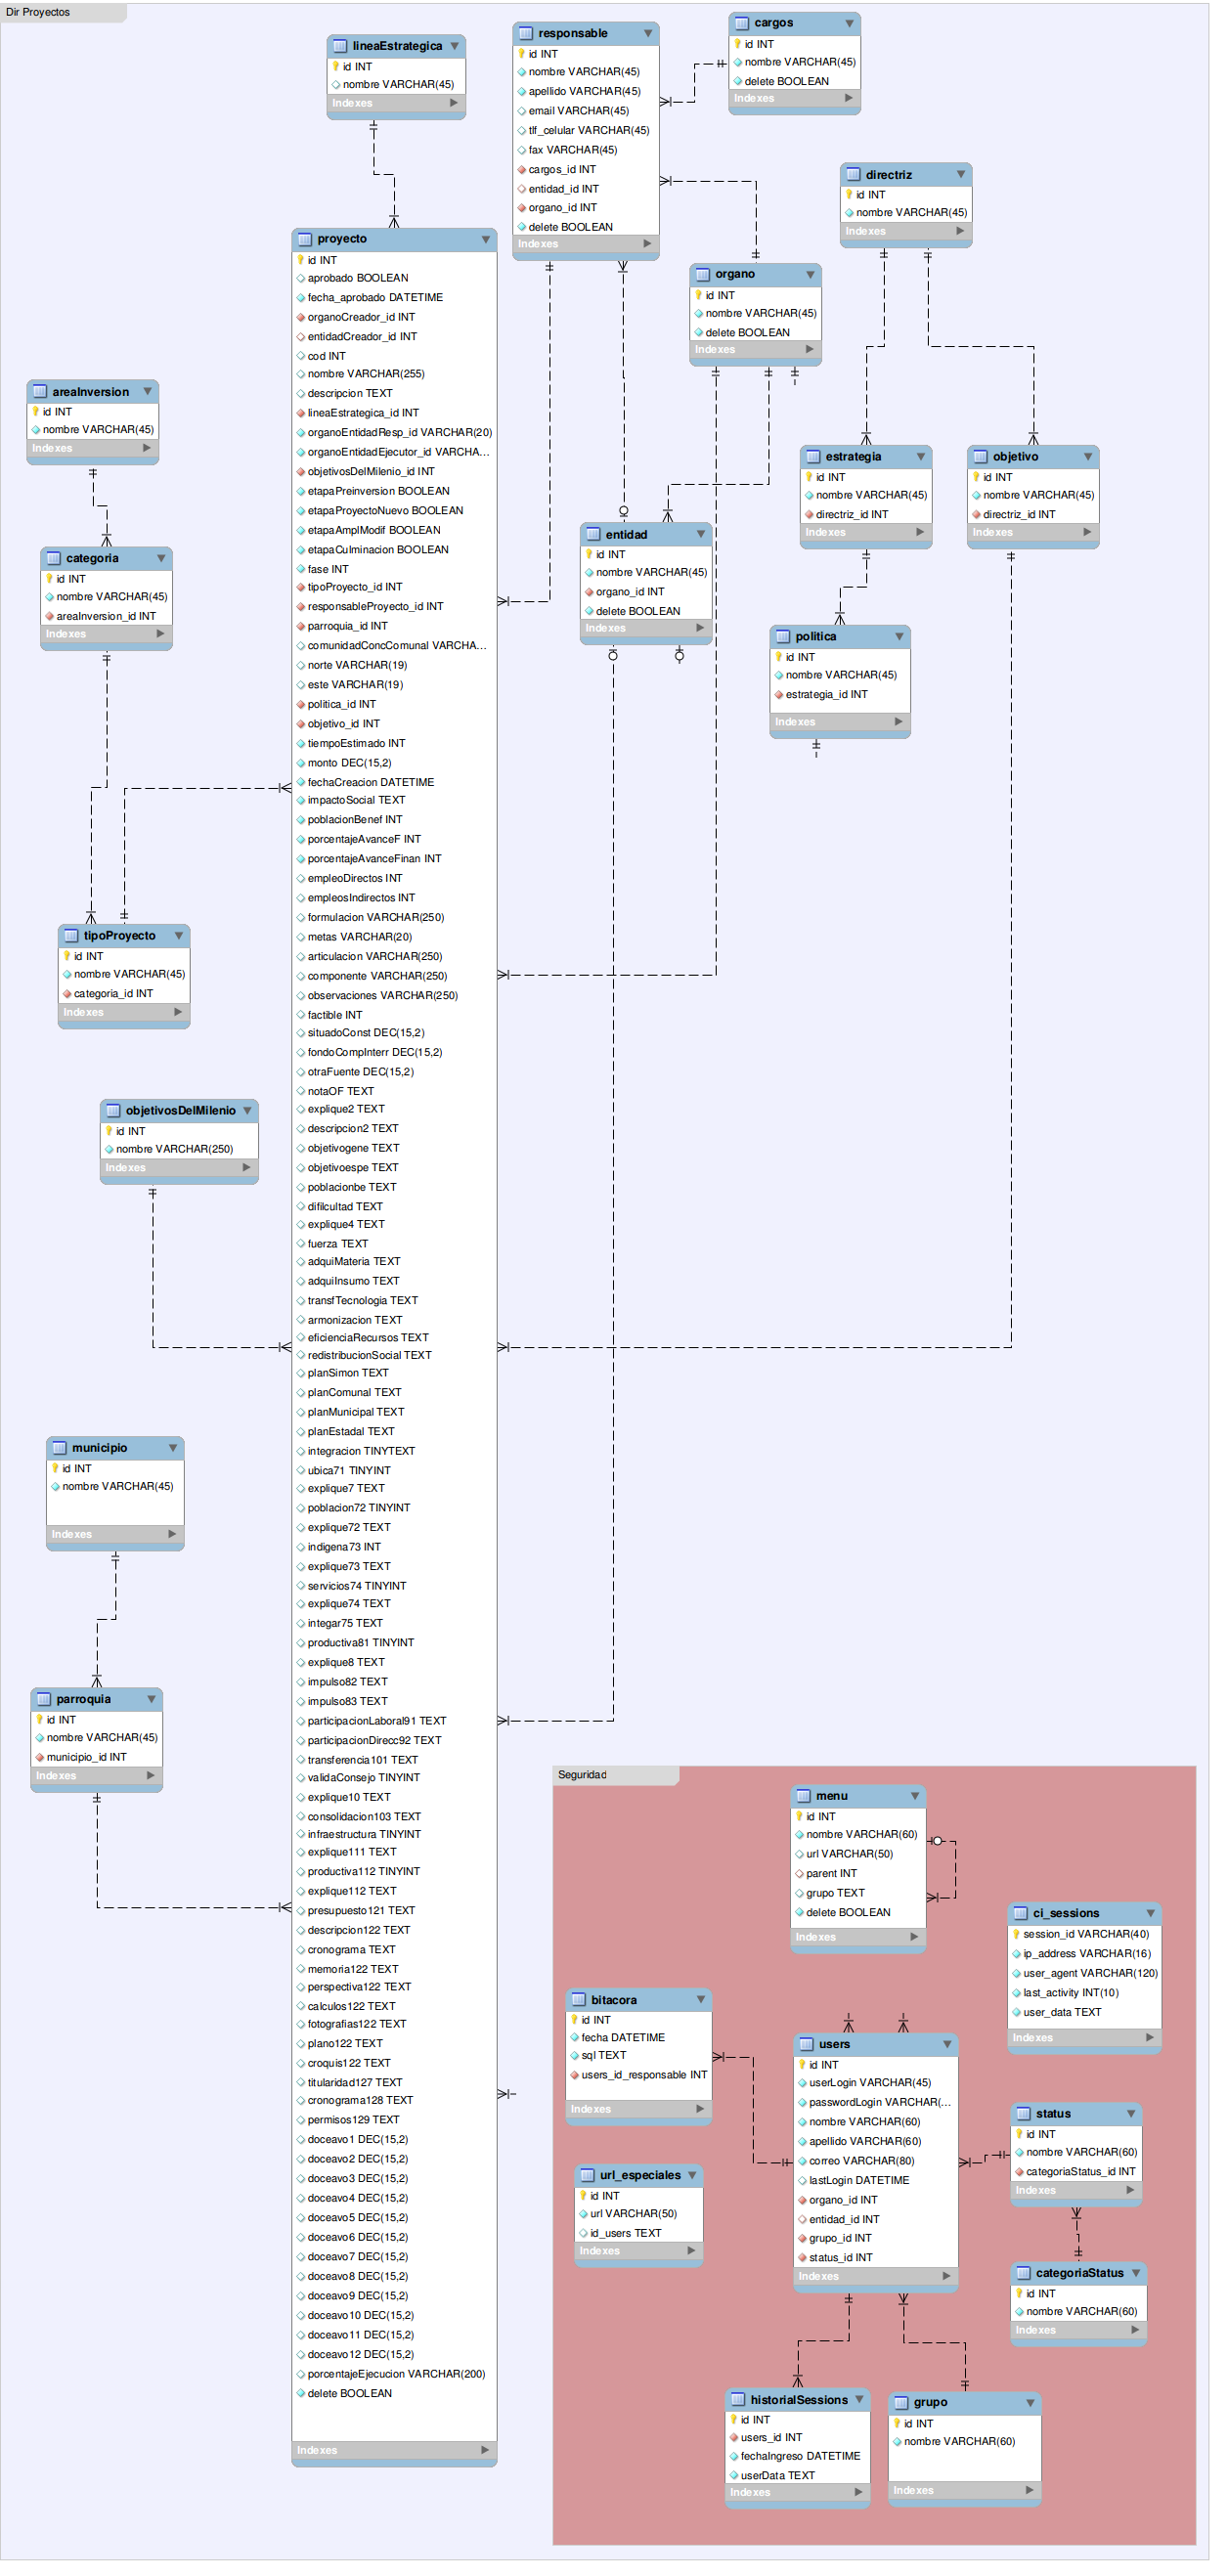 Dir Proyectos
lineaEstrategica
id INT
nombre VARCHAR(45)
Indexes
responsable
id INT
nombre VARCHAR(45)
apellido VARCHAR(45)
email VARCHAR(45)
tlf_celular VARCHAR(45)
fax VARCHAR(45)
cargos_id INT
entidad_id INT
organo_id INT
delete BOOLEAN
Indexes
cargos
id INT
nombre VARCHAR(45)
delete BOOLEAN
Indexes
directriz
id INT
nombre VARCHAR(45)
Indexes
organo
id INT
nombre VARCHAR(45)
delete BOOLEAN
Indexes
areaInversion
id INT
nombre VARCHAR(45)
Indexes
categoria
id INT
nombre VARCHAR(45)
areaInversion_id INT
Indexes
estrategia
id INT
nombre VARCHAR(45)
directriz_id INT
Indexes
objetivo
id INT
nombre VARCHAR(45)
directriz_id INT
Indexes
entidad
id INT
nombre VARCHAR(45)
organo_id INT
delete BOOLEAN
Indexes
politica
id INT
nombre VARCHAR(45)
estrategia_id INT
Indexes
tipoProyecto
id INT
nombre VARCHAR(45)
categoria_id INT
Indexes
objetivosDelMilenio
id INT
nombre VARCHAR(250)
Indexes
municipio
id INT
nombre VARCHAR(45)
Indexes
parroquia
id INT
nombre VARCHAR(45)
municipio_id INT
Indexes
proyecto
id INT
aprobado BOOLEAN
fecha_aprobado DATETIME
organoCreador_id INT
entidadCreador_id INT
cod INT
nombre VARCHAR(255)
descripcion TEXT
lineaEstrategica_id INT
organoEntidadResp_id VARCHAR(20)
organoEntidadEjecutor_id VARCHA...
objetivosDelMilenio_id INT
etapaPreinversion BOOLEAN
etapaProyectoNuevo BOOLEAN
etapaAmplModif BOOLEAN
etapaCulminacion BOOLEAN
fase INT
tipoProyecto_id INT
responsableProyecto_id INT
parroquia_id INT
comunidadConcComunal VARCHA...
norte VARCHAR(19)
este VARCHAR(19)
politica_id INT
objetivo_id INT
tiempoEstimado INT
monto DEC(15,2)
fechaCreacion DATETIME
impactoSocial TEXT
poblacionBenef INT
porcentajeAvanceF INT
porcentajeAvanceFinan INT
empleoDirectos INT
empleosIndirectos INT
formulacion VARCHAR(250)
metas VARCHAR(20)
articulacion VARCHAR(250)
componente VARCHAR(250)
observaciones VARCHAR(250)
factible INT
situadoConst DEC(15,2)
fondoCompInterr DEC(15,2)
otraFuente DEC(15,2)
notaOF TEXT
explique2 TEXT
descripcion2 TEXT
objetivogene TEXT
objetivoespe TEXT
poblacionbe TEXT
difilcultad TEXT
explique4 TEXT
fuerza TEXT
adquiMateria TEXT
adquiInsumo TEXT
transfTecnologia TEXT
armonizacion TEXT
eficienciaRecursos TEXT
redistribucionSocial TEXT
planSimon TEXT
planComunal TEXT
planMunicipal TEXT
planEstadal TEXT
integracion TINYTEXT
ubica71 TINYINT
explique7 TEXT
poblacion72 TINYINT
explique72 TEXT
indigena73 INT
explique73 TEXT
servicios74 TINYINT
explique74 TEXT
integar75 TEXT
productiva81 TINYINT
explique8 TEXT
impulso82 TEXT
impulso83 TEXT
participacionLaboral91 TEXT
participacionDirecc92 TEXT
transferencia101 TEXT
validaConsejo TINYINT
explique10 TEXT
consolidacion103 TEXT
infraestructura TINYINT
explique111 TEXT
productiva112 TINYINT
explique112 TEXT
presupuesto121 TEXT
descripcion122 TEXT
cronograma TEXT
memoria122 TEXT
perspectiva122 TEXT
calculos122 TEXT
fotografias122 TEXT
plano122 TEXT
croquis122 TEXT
titularidad127 TEXT
cronograma128 TEXT
permisos129 TEXT
doceavo1 DEC(15,2)
doceavo2 DEC(15,2)
doceavo3 DEC(15,2)
doceavo4 DEC(15,2)
doceavo5 DEC(15,2)
doceavo6 DEC(15,2)
doceavo7 DEC(15,2)
doceavo8 DEC(15,2)
doceavo9 DEC(15,2)
doceavo10 DEC(15,2)
doceavo11 DEC(15,2)
doceavo12 DEC(15,2)
porcentajeEjecucion VARCHAR(200)
delete BOOLEAN
Indexes
Seguridad
menu
id INT
nombre VARCHAR(60)
url VARCHAR(50)
parent INT
grupo TEXT
delete BOOLEAN
Indexes
ci_sessions
session_id VARCHAR(40)
ip_address VARCHAR(16)
user_agent VARCHAR(120)
last_activity INT(10)
user_data TEXT
Indexes
bitacora
id INT
fecha DATETIME
sql TEXT
users_id_responsable INT
Indexes
users
id INT
userLogin VARCHAR(45)
passwordLogin VARCHAR(...
nombre VARCHAR(60)
apellido VARCHAR(60)
correo VARCHAR(80)
lastLogin DATETIME
organo_id INT
entidad_id INT
grupo_id INT
status_id INT
Indexes
status
id INT
nombre VARCHAR(60)
categoriaStatus_id INT
Indexes
url_especiales
id INT
url VARCHAR(50)
id_users TEXT
Indexes
categoriaStatus
id INT
nombre VARCHAR(60)
Indexes
historialSessions
id INT
users_id INT
fechaIngreso DATETIME
userData TEXT
Indexes
grupo
id INT
nombre VARCHAR(60)
Indexes